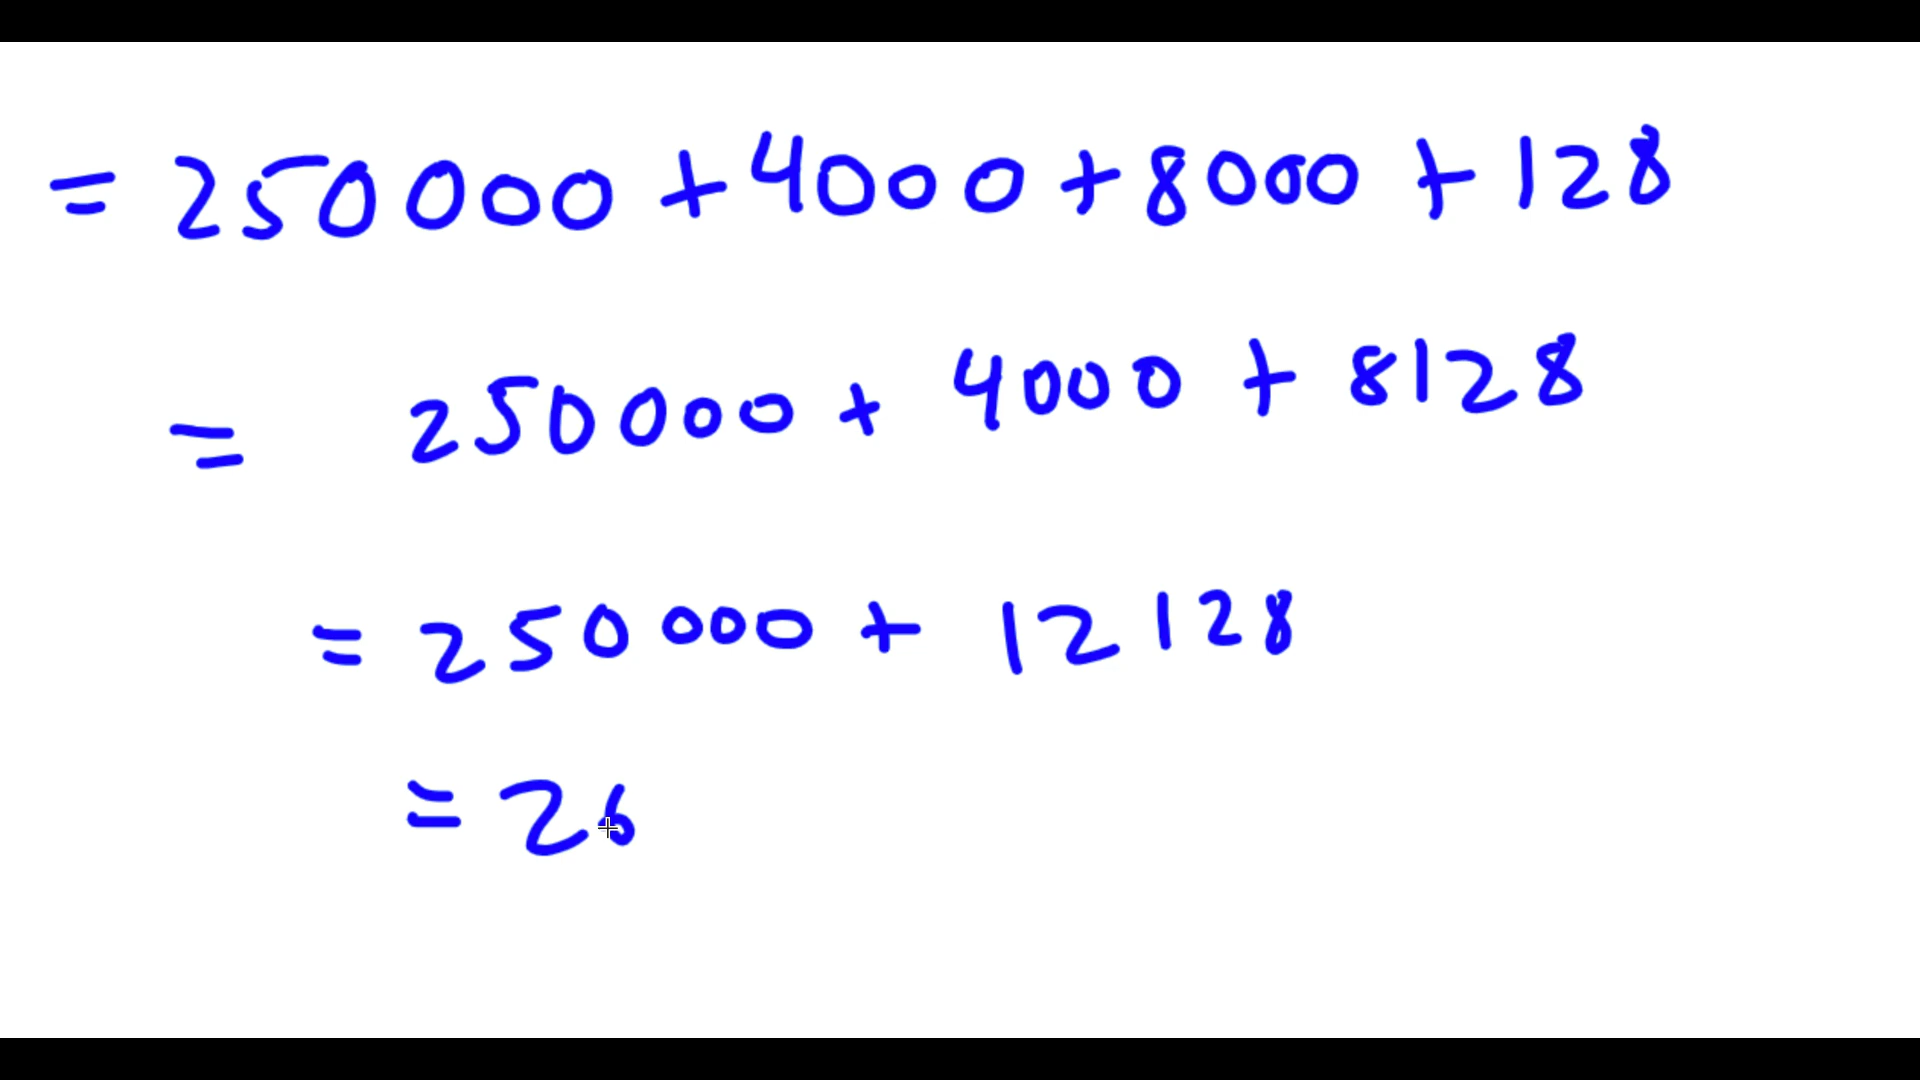 = 250000 + 4000 + 8000 + 128
= 250000 + 4000 + 8128
= 250000 + 12128
= 26